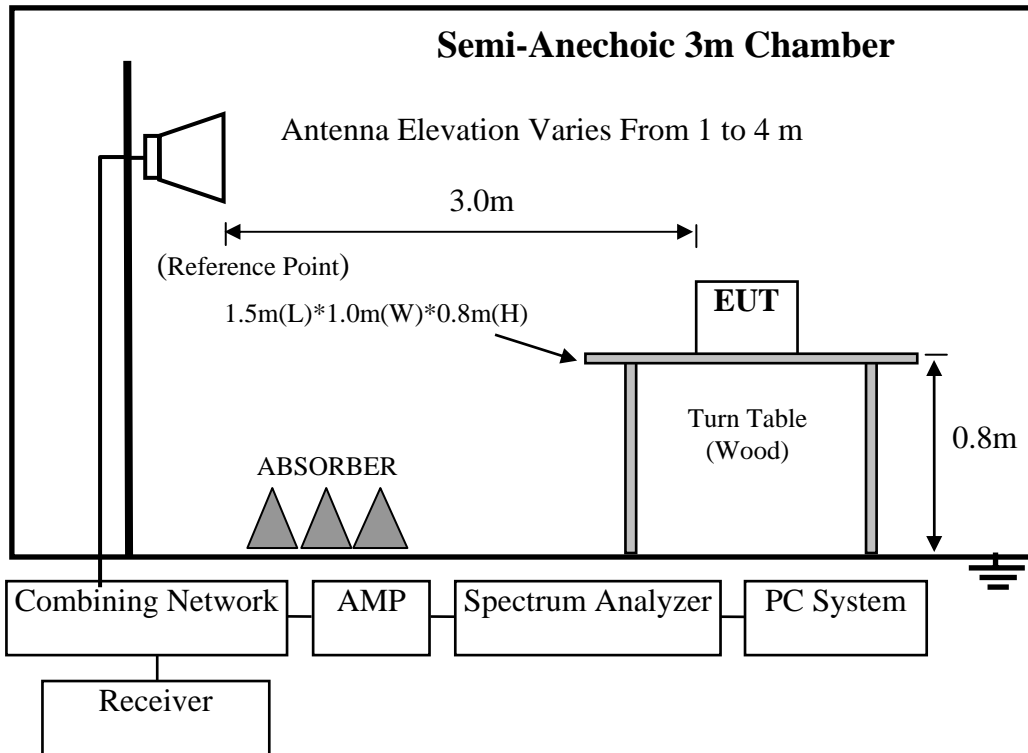 Semi-Anechoic 3m Chamber
Antenna Elevation Varies From 1 to 4 m
3.0m
(Reference Point)
1.5m(L)*1.0m(W)*0.8m(H)
EUT
Turn Table
(Wood)
0.8m
ABSORBER
Combining Network
AMP
Spectrum Analyzer
PC System
Receiver